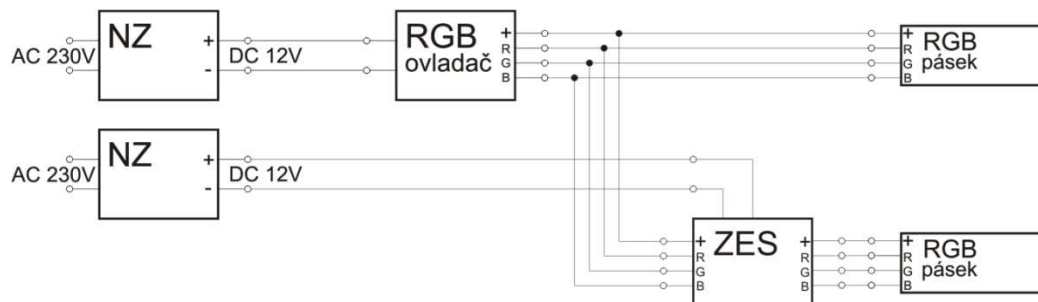 AC 230V
NZ
+
-
DC 12V
RGB
ovladač
+
R
G
B
+
R
G
B
RGB
pásek
AC 230V
NZ
+
-
DC 12V
+
R
G
B
ZES
+
R
G
B
+
R
G
B
RGB
pásek